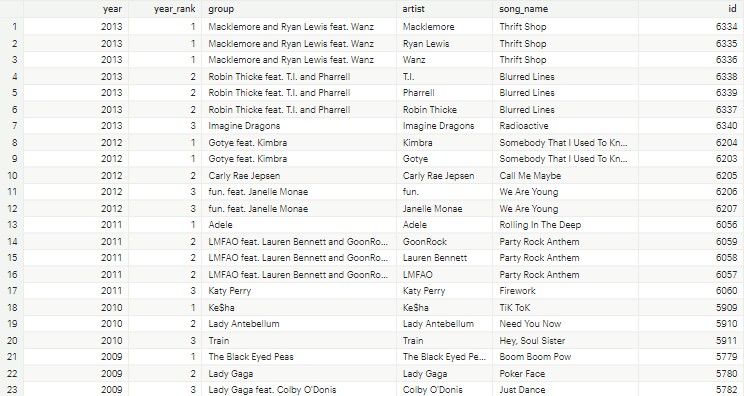 year year_rank group artist song_name id
1 2013 1 Macklemore and Ryan Lewis feat. Wanz Macklemore Thrift Shop 6334
2 2013 1 Macklemore and Ryan Lewis feat. Wanz Ryan Lewis Thrift Shop 6335
3 2013 1 Macklemore and Ryan Lewis feat. Wanz Wanz Thrift Shop 6336
4 2013 2 Robin Thicke feat. T.I. and Pharrell T.I. Blurred Lines 6338
5 2013 2 Robin Thicke feat. T.I. and Pharrell Pharrell Blurred Lines 6339
6 2013 2 Robin Thicke feat. T.I. and Pharrell Robin Thicke Blurred Lines 6337
7 2013 3 Imagine Dragons Imagine Dragons Radioactive 6340
8 2012 1 Gotye feat. Kimbra Kimbra Somebody That I Used To Kn... 6204
9 2012 1 Gotye feat. Kimbra Gotye Somebody That I Used To Kn... 6203
10 2012 2 Carly Rae Jepsen Carly Rae Jepsen Call Me Maybe 6205
11 2012 3 fun. feat. Janelle Monae fun. We Are Young 6206
12 2012 3 fun. feat. Janelle Monae Janelle Monae We Are Young 6207
13 2011 1 Adele Adele Rolling In The Deep 6056
14 2011 2 LMFAO feat. Lauren Bennett and GoonRo... GoonRock Party Rock Anthem 6059
15 2011 2 LMFAO feat. Lauren Bennett and GoonRo... Lauren Bennett Party Rock Anthem 6058
16 2011 2 LMFAO feat. Lauren Bennett and GoonRo... LMFAO Party Rock Anthem 6057
17 2011 3 Katy Perry Katy Perry Firework 6060
18 2010 1 Ke$ha Ke$ha TiK ToK 5909
19 2010 2 Lady Antebellum Lady Antebellum Need You Now 5910
20 2010 3 Train Train Hey, Soul Sister 5911
21 2009 1 The Black Eyed Peas The Black Eyed Pe... Boom Boom Pow 5779
22 2009 2 Lady Gaga Lady Gaga Poker Face 5780
23 2009 3 Lady Gaga feat. Colby O'Donis Colby O'Donis Just Dance 5782